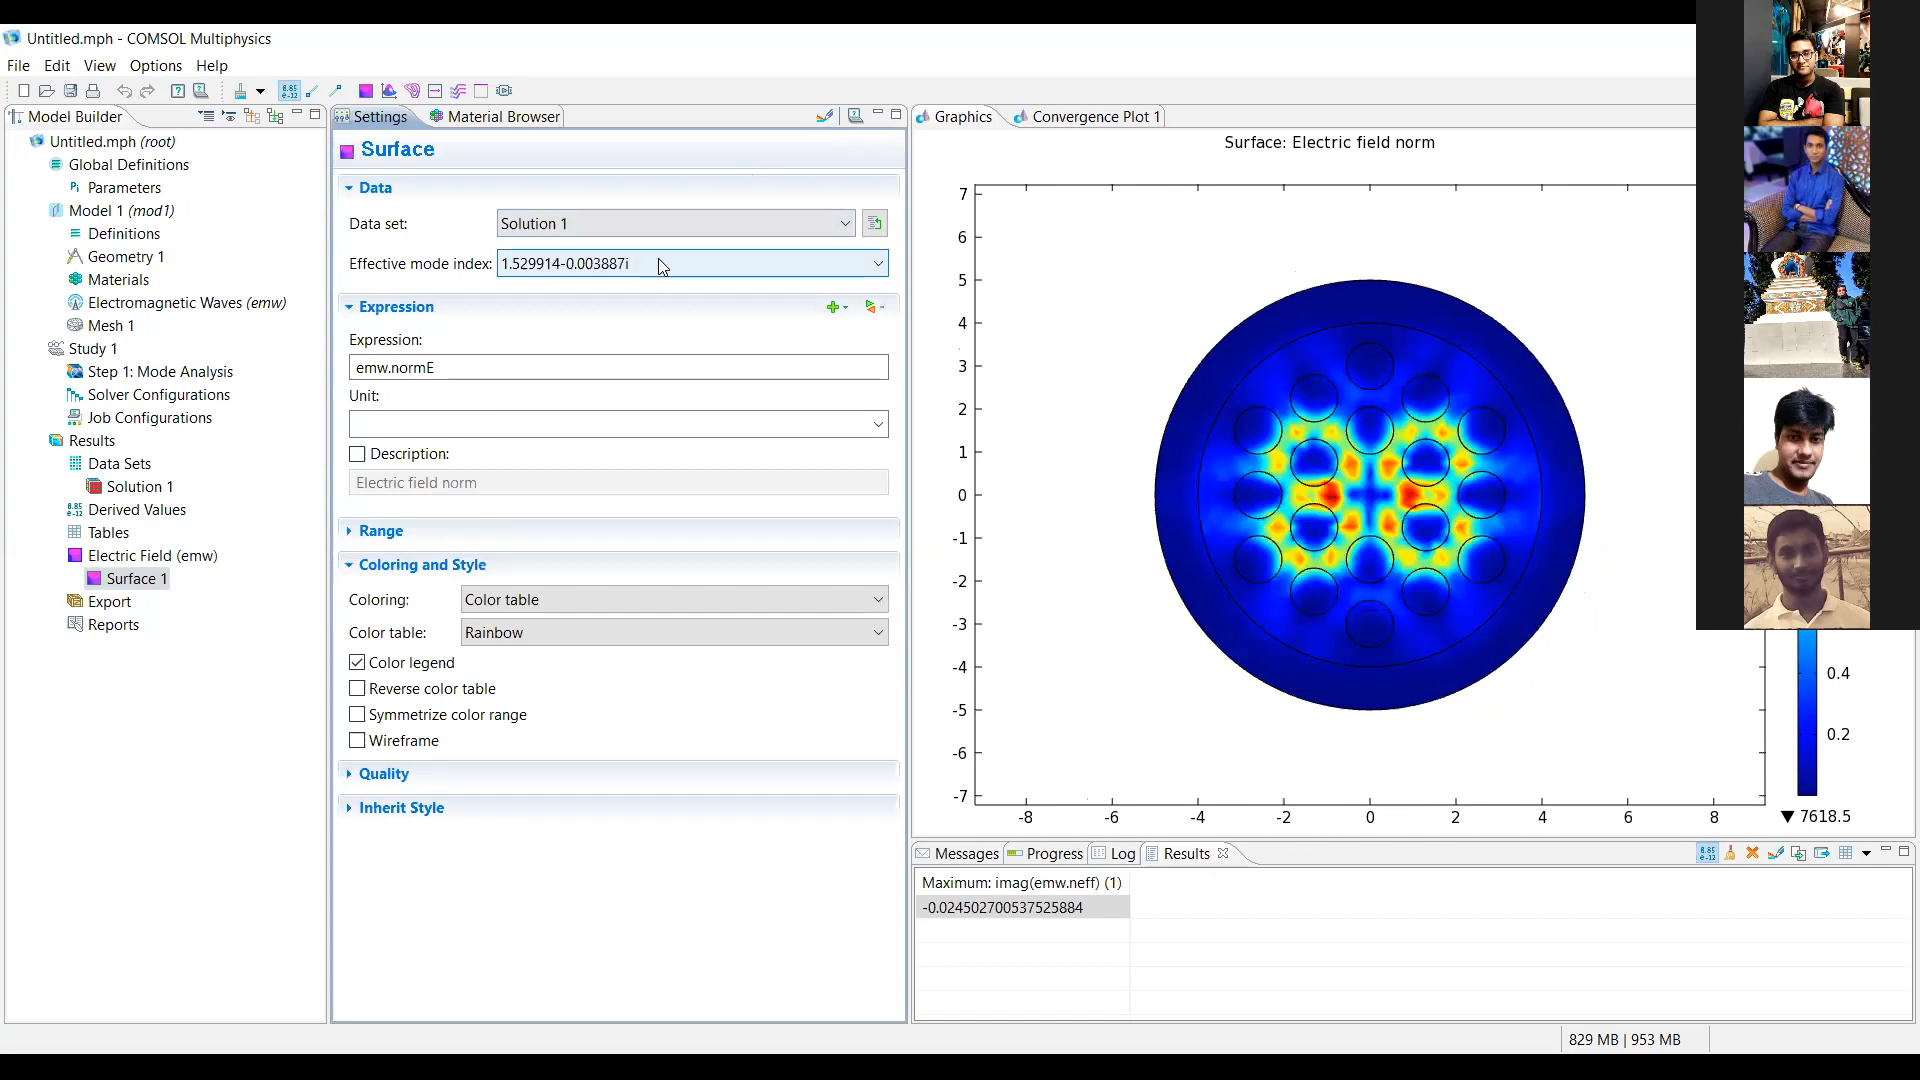 Untitled.mph - COMSOL Multiphysics
File Edit View Options Help
Model Builder
Untitled.mph (root)
Global Definitions
Pi Parameters
Model 1 (mod1)
Definitions
Geometry 1
Materials
Electromagnetic Waves (emw)
Mesh 1
Study 1
Step 1: Mode Analysis
Solver Configurations
Job Configurations
Results
Data Sets
Solution 1
8.85
e-12
Derived Values
Tables
Electric Field (emw)
Surface 1
Export
Reports
Settings
Material Browser
Surface
Data
Data set:
Solution 1
Effective mode index:
1.529914-0.003887i
Expression
Expression:
emw.normE
Unit:
Description:
Electric field norm
Range
Coloring and Style
Coloring:
Color table
Color table:
Rainbow
Color legend
Reverse color table
Symmetrize color range
Wireframe
Quality
Inherit Style
Graphics
Convergence Plot 1
Surface: Electric field norm
7
6
5
4
3
2
1
0
-1
-2
-3
-4
-5
-6
-7
-8 -6 -4 -2 0 2 4 6 8
0.4
0.2
▼ 7618.5
Messages Progress Log Results
8.85
e-12
Maximum: imag(emw.neff) (1)
-0.024502700537525884
829 MB | 953 MB